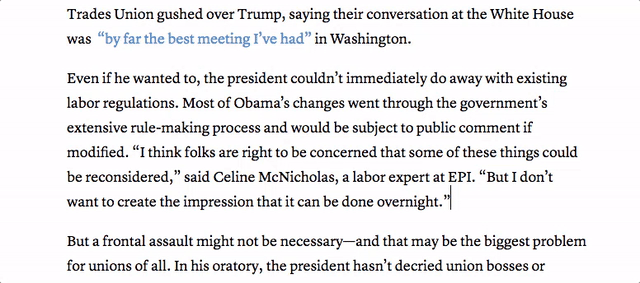 Trades Union gushed over Trump, saying their conversation at the White House
was “by far the best meeting I’ve had” in Washington.
Even if he wanted to, the president couldn’t immediately do away with existing
labor regulations. Most of Obama’s changes went through the government’s
extensive rule-making process and would be subject to public comment if
modified. “I think folks are right to be concerned that some of these things could
be reconsidered,” said Celine McNicholas, a labor expert at EPI. “But I don’t
want to create the impression that it can be done overnight.”
But a frontal assault might not be necessary—and that may be the biggest problem
for unions of all. In his oratory, the president hasn’t decried union bosses or